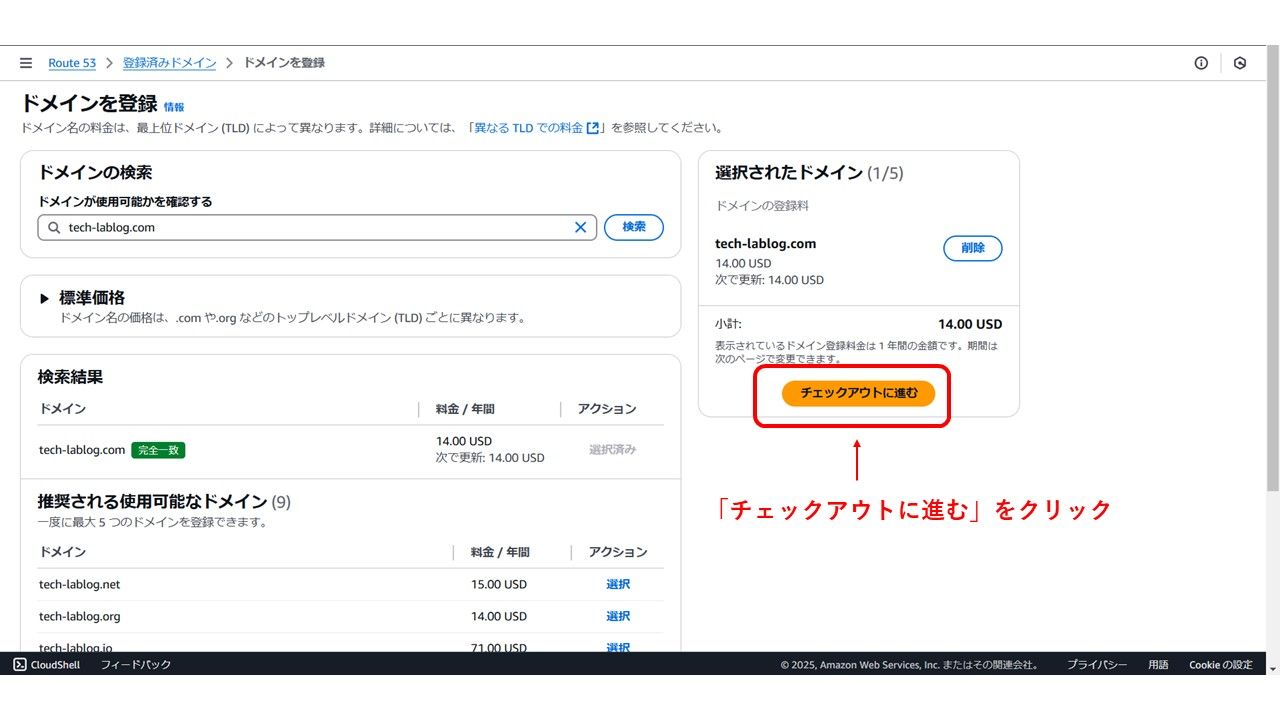 Route 53 > 登録済みドメイン > ドメインを登録
ドメインを登録 情報
ドメイン名の料金は、最上位ドメイン (TLD) によって異なります。詳細については、「異なる TLD での料金」を参照してください。
ドメインの検索
ドメインが使用可能かを確認する
tech-lablog.com
検索
標準価格
ドメイン名の価格は、.com や.org などのトップレベルドメイン (TLD) ごとに異なります。
検索結果
ドメイン 料金 / 年間 アクション
tech-lablog.com 完全一致 14.00 USD 選択済み
次で更新: 14.00 USD
推奨される使用可能なドメイン (9)
一度に最大 5 つのドメインを登録できます。
ドメイン 料金 / 年間 アクション
tech-lablog.net 15.00 USD 選択
tech-lablog.org 14.00 USD 選択
tech-lablog.io 71.00 USD 選択
選択されたドメイン (1/5)
ドメインの登録料
tech-lablog.com
削除
14.00 USD
次で更新: 14.00 USD
小計: 14.00 USD
表示されているドメイン登録料金は 1 年間の金額です。期間は
次のページで変更できます。
チェックアウトに進む
「チェックアウトに進む」をクリック
CloudShell フィードバック © 2025, Amazon Web Services, Inc. またはその関連会社。 プライバシー 用語 Cookie の設定